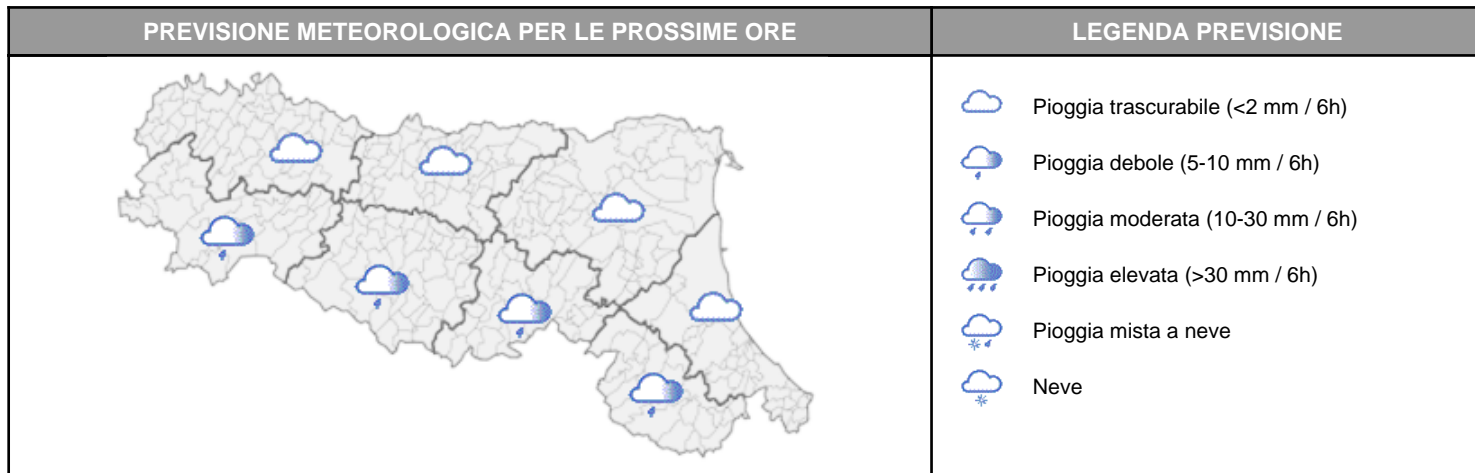 PREVISIONE METEOROLOGICA PER LE PROSSIME ORE
LEGENDA PREVISIONE
Pioggia trascurabile (<2 mm / 6h)
Pioggia debole (5-10 mm / 6h)
Pioggia moderata (10-30 mm / 6h)
Pioggia elevata (>30 mm / 6h)
Pioggia mista a neve
Neve